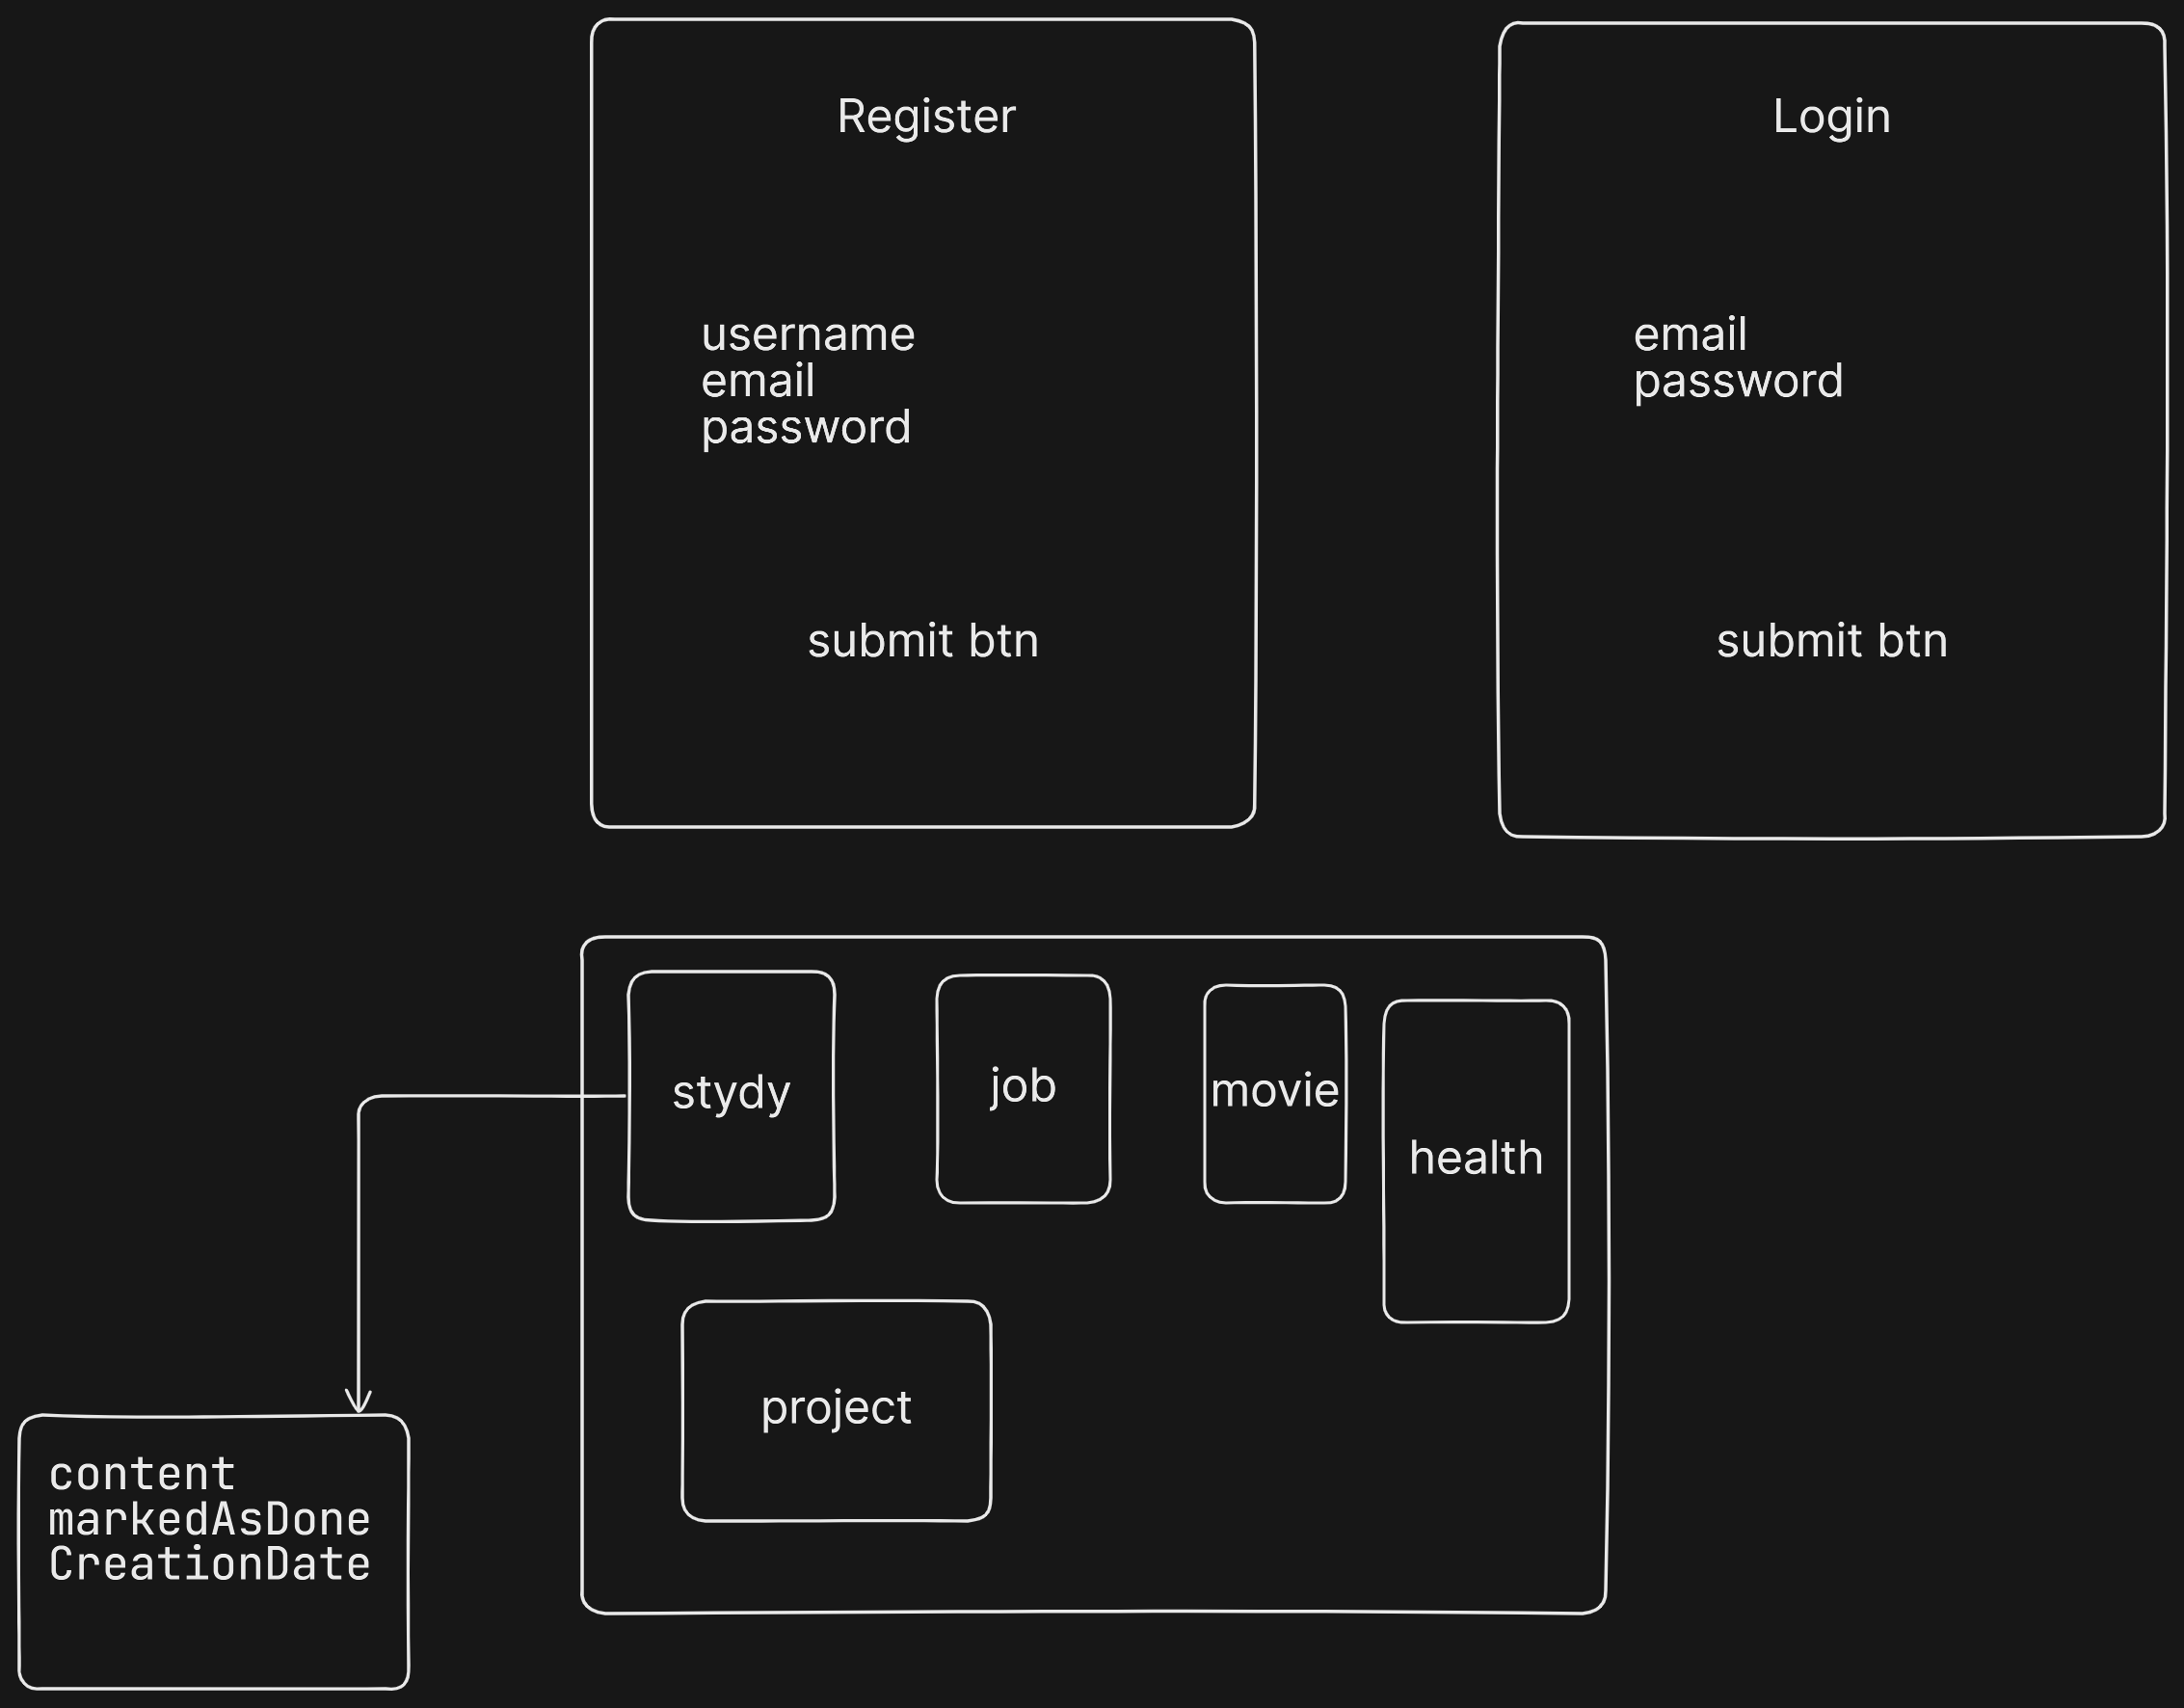 Register
username
email
password
submit btn
Login
email
password
submit btn
stydy
job
movie
health
project
content
markedAsDone
CreationDate